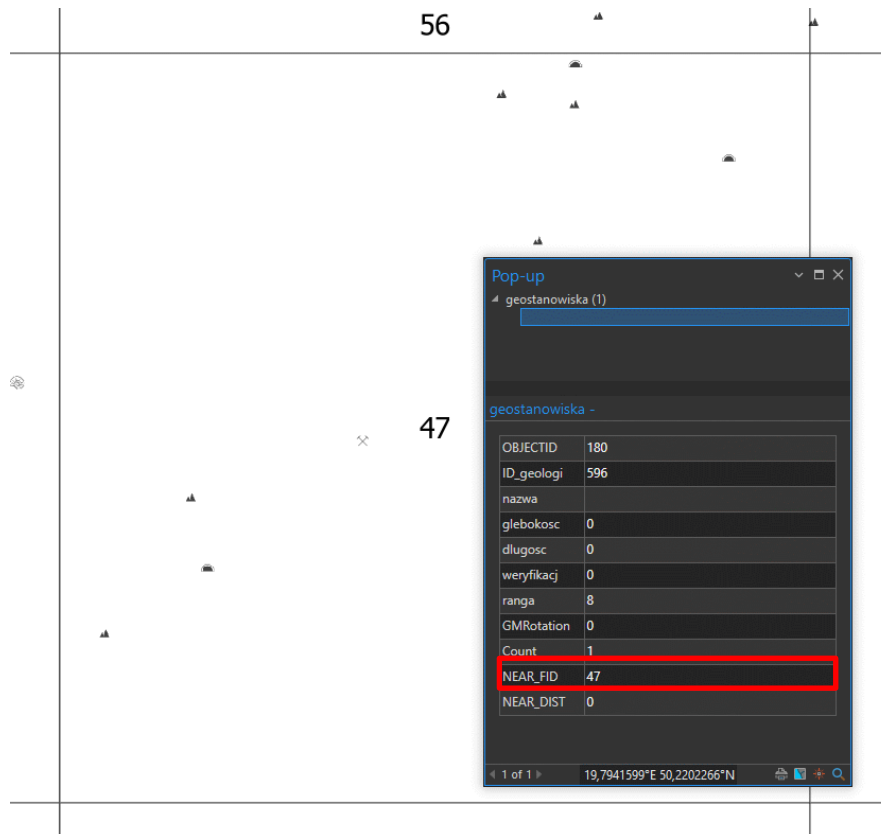 56
47
Pop-up
geostanowiska (1)
geostanowiska -
OBJECTID 180
ID_geologi 596
nazwa
glebokosc 0
dlugosc 0
weryfikacj 0
ranga 8
GMRotation 0
Count 1
NEAR_FID 47
NEAR_DIST 0
1 of 1 19,7941599°E 50,2202266°N